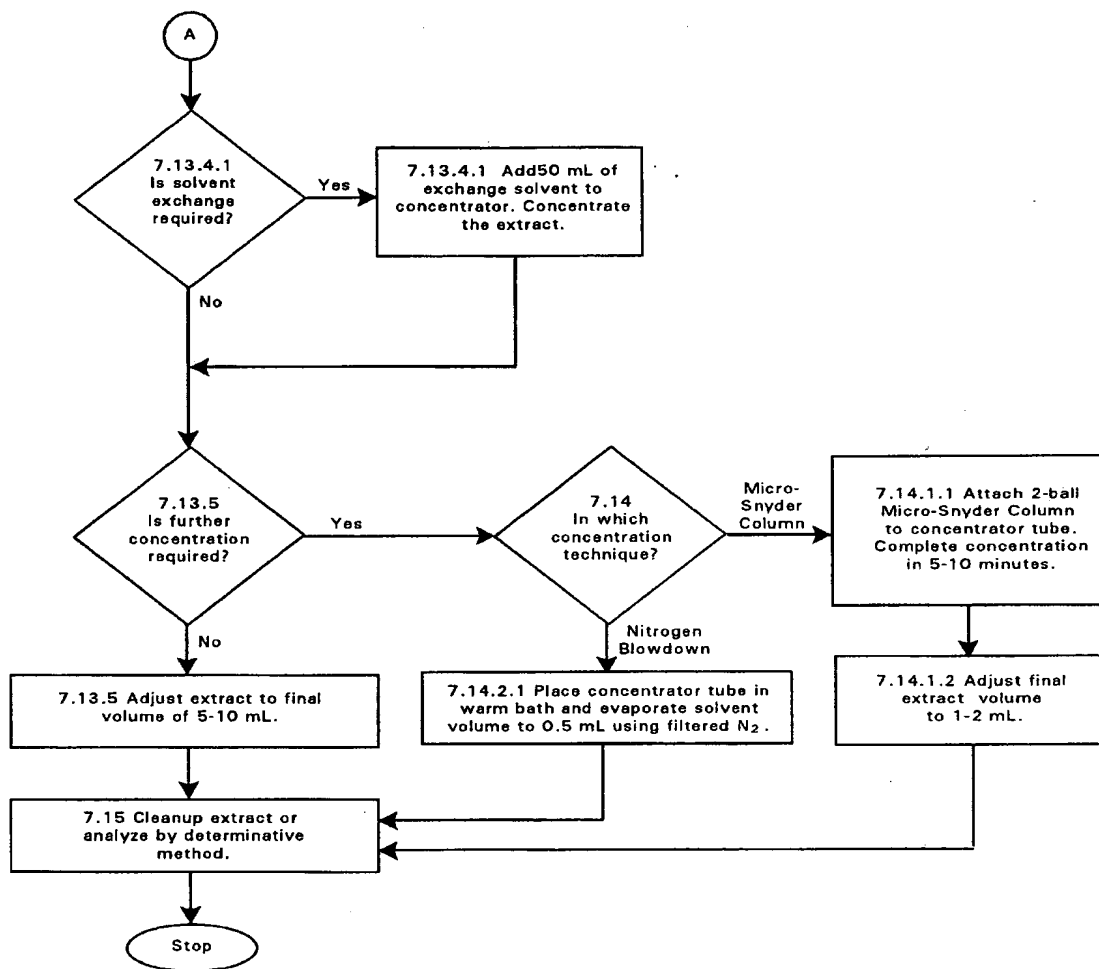 A
7.13.4.1
Is solvent
exchange
required?
Yes
7.13.4.1 Add50 mL of
exchange solvent to
concentrator. Concentrate
the extract.
No
7.13.5
Is further
concentration
required?
Yes
7.14
In which
concentration
technique?
Micro-
Snyder
Column
7.14.1.1 Attach 2-ball
Micro-Snyder Column
to concentrator tube.
Complete concentration
in 5-10 minutes.
No
Nitrogen
Blowdown
7.13.5 Adjust extract to final
volume of 5-10 mL.
7.14.2.1 Place concentrator tube in
warm bath and evaporate solvent
volume to 0.5 mL using filtered N₂.
7.14.1.2 Adjust final
extract volume
to 1-2 mL.
7.15 Cleanup extract or
analyze by determinative
method.
Stop